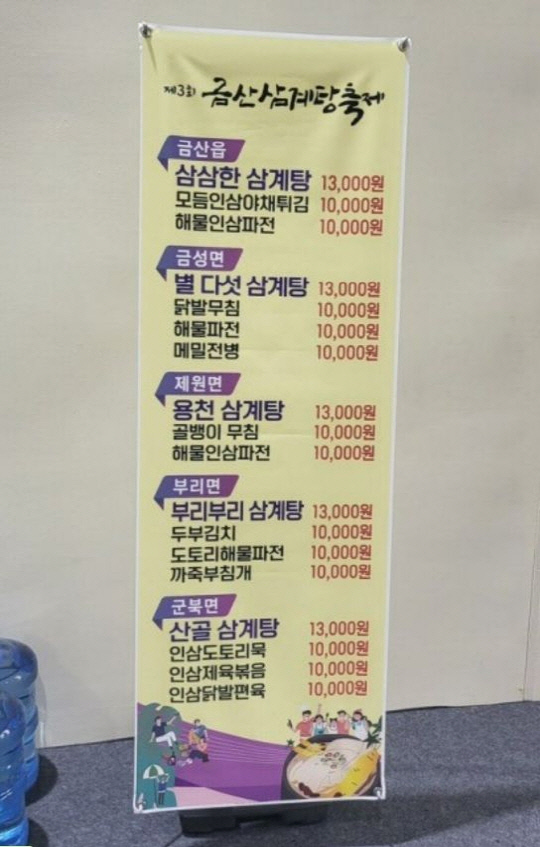 제3회 금산삼계탕축제
금산읍
삼삼한 삼계탕 13,000원
모듬인삼야채튀김 10,000원
해물인삼파전 10,000원
금성면
별 다섯 삼계탕 13,000원
닭발무침 10,000원
해물파전 10,000원
메밀전병 10,000원
제원면
용천 삼계탕 13,000원
골뱅이 무침 10,000원
해물인삼파전 10,000원
부리면
부리부리 삼계탕 13,000원
두부김치 10,000원
도토리해물파전 10,000원
까죽부침개 10,000원
군북면
산골 삼계탕 13,000원
인삼도토리묵 10,000원
인삼제육볶음 10,000원
인삼닭발편육 10,000원